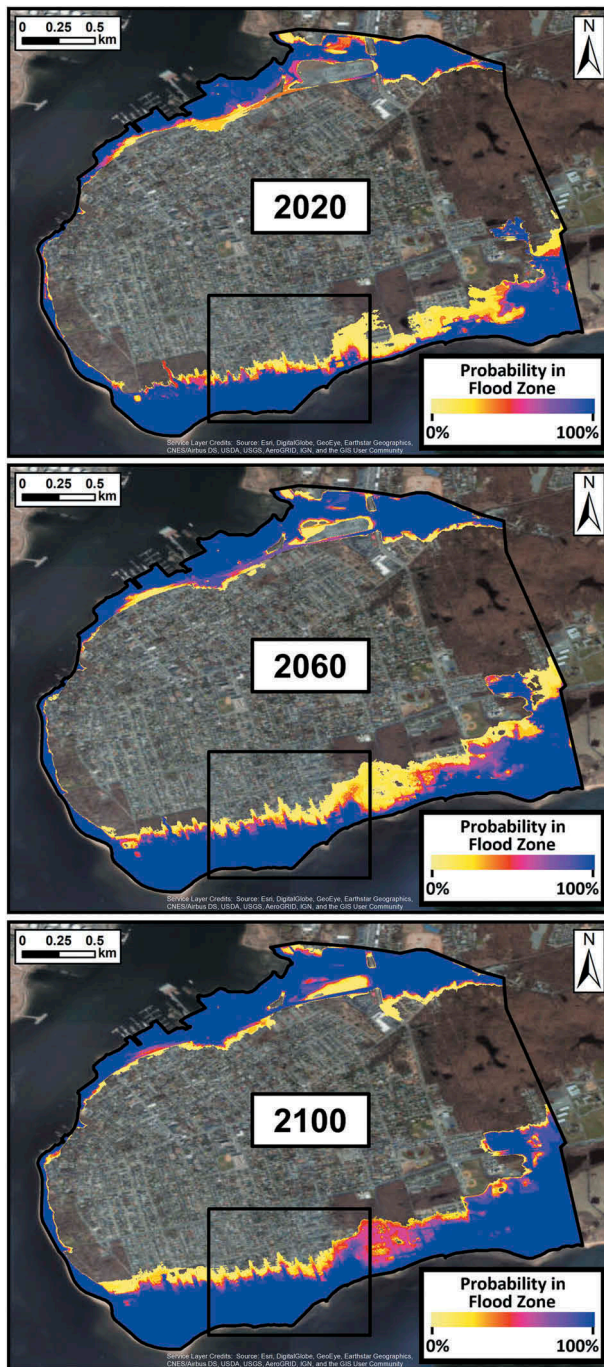 0 0.25 0.5
km
N
2020
Probability in
Flood Zone
0% 100%
Service Layer Credits: Source: Esri, DigitalGlobe, GeoEye, Earthstar Geographics,
CNES/Airbus DS, USDA, USGS, AeroGRID, IGN, and the GIS User Community
0 0.25 0.5
km
N
2060
Probability in
Flood Zone
0% 100%
Service Layer Credits: Source: Esri, DigitalGlobe, GeoEye, Earthstar Geographics,
CNES/Airbus DS, USDA, USGS, AeroGRID, IGN, and the GIS User Community
0 0.25 0.5
km
N
2100
Probability in
Flood Zone
0% 100%
Service Layer Credits: Source: Esri, DigitalGlobe, GeoEye, Earthstar Geographics,
CNES/Airbus DS, USDA, USGS, AeroGRID, IGN, and the GIS User Community